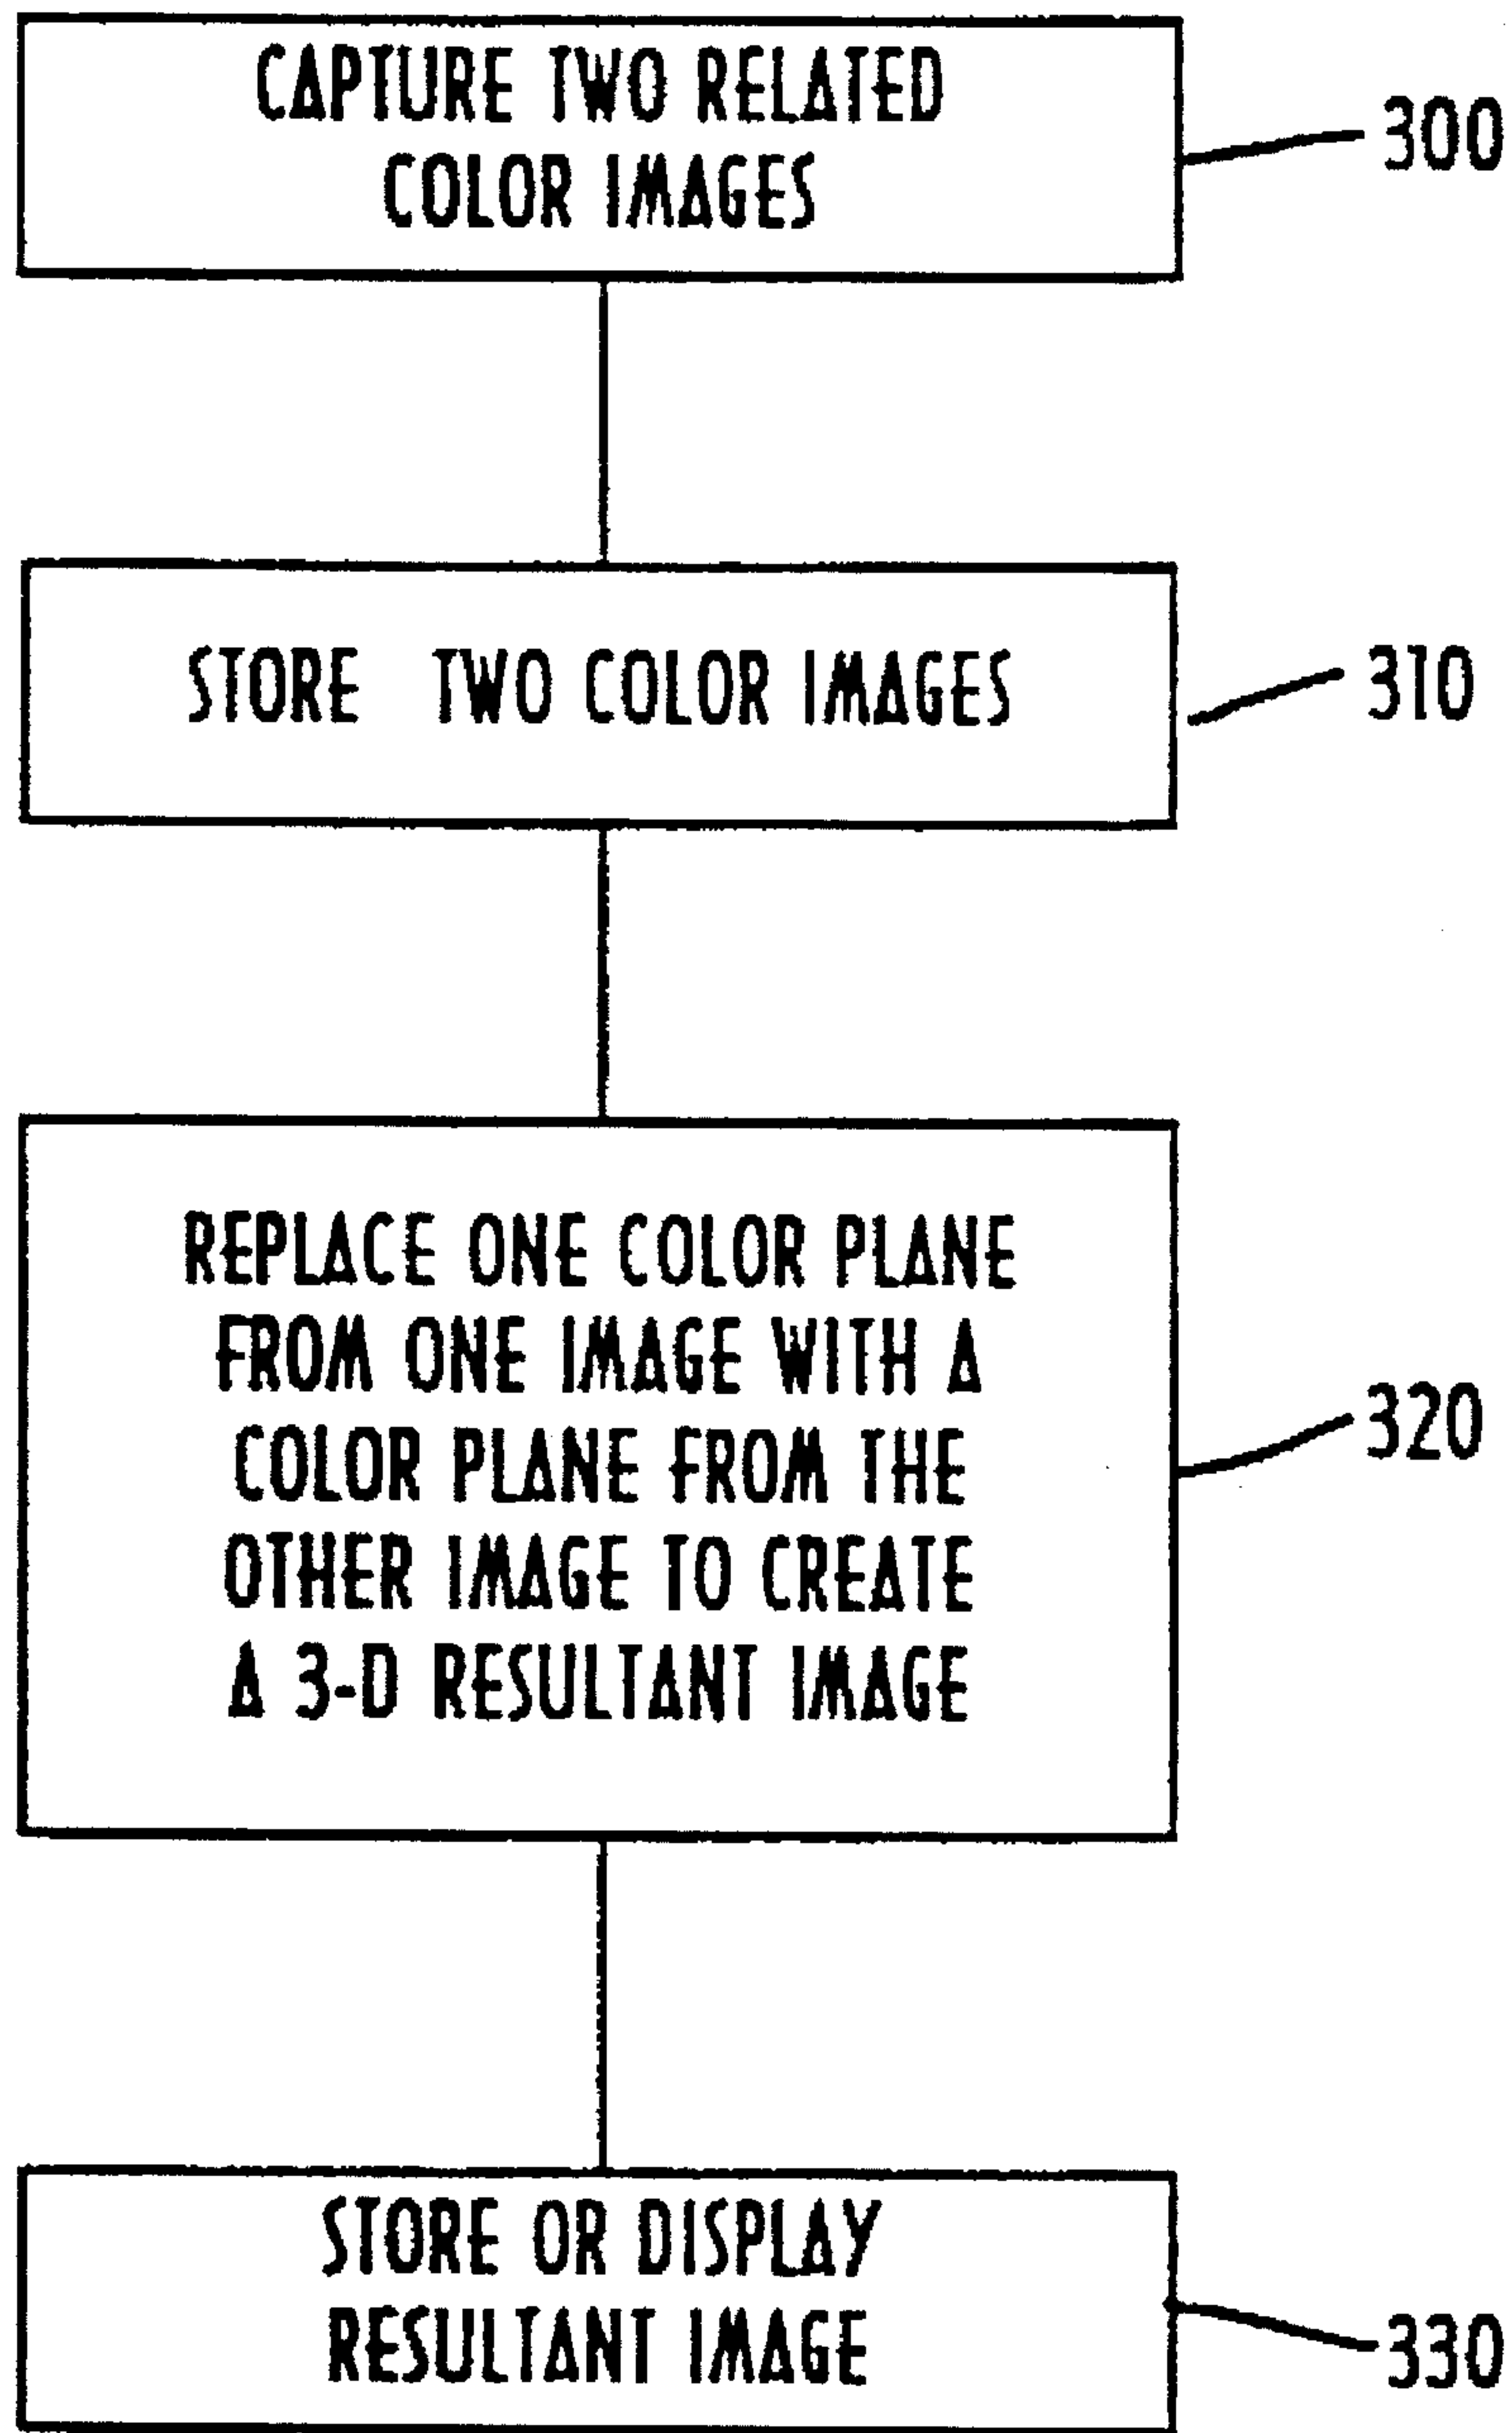 CAPTURE TWO RELATED
COLOR IMAGES
300
STORE TWO COLOR IMAGES
310
REPLACE ONE COLOR PLANE
FROM ONE IMAGE WITH A
COLOR PLANE FROM THE
OTHER IMAGE TO CREATE
A 3-D RESULTANT IMAGE
320
STORE OR DISPLAY
RESULTANT IMAGE
330